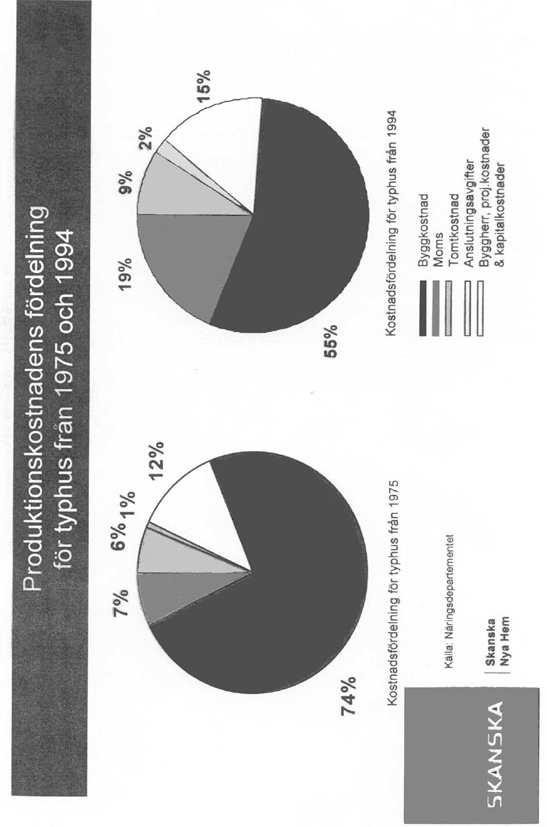 Produktionskostnadens fördelning
för typhus från 1975 och 1994
7%
6%
1%
12%
74%
Kostnadsfördelning för typhus från 1975
19%
9%
2%
15%
55%
Kostnadsfördelning för typhus från 1994
Byggkostnad
Moms
Tomtkostnad
Anslutningsavgifter
Byggherr, proj.kostnader
& kapitalkostnader
Källa: Näringsdepartementet
SKANSKA
Skanska
Nya Hem